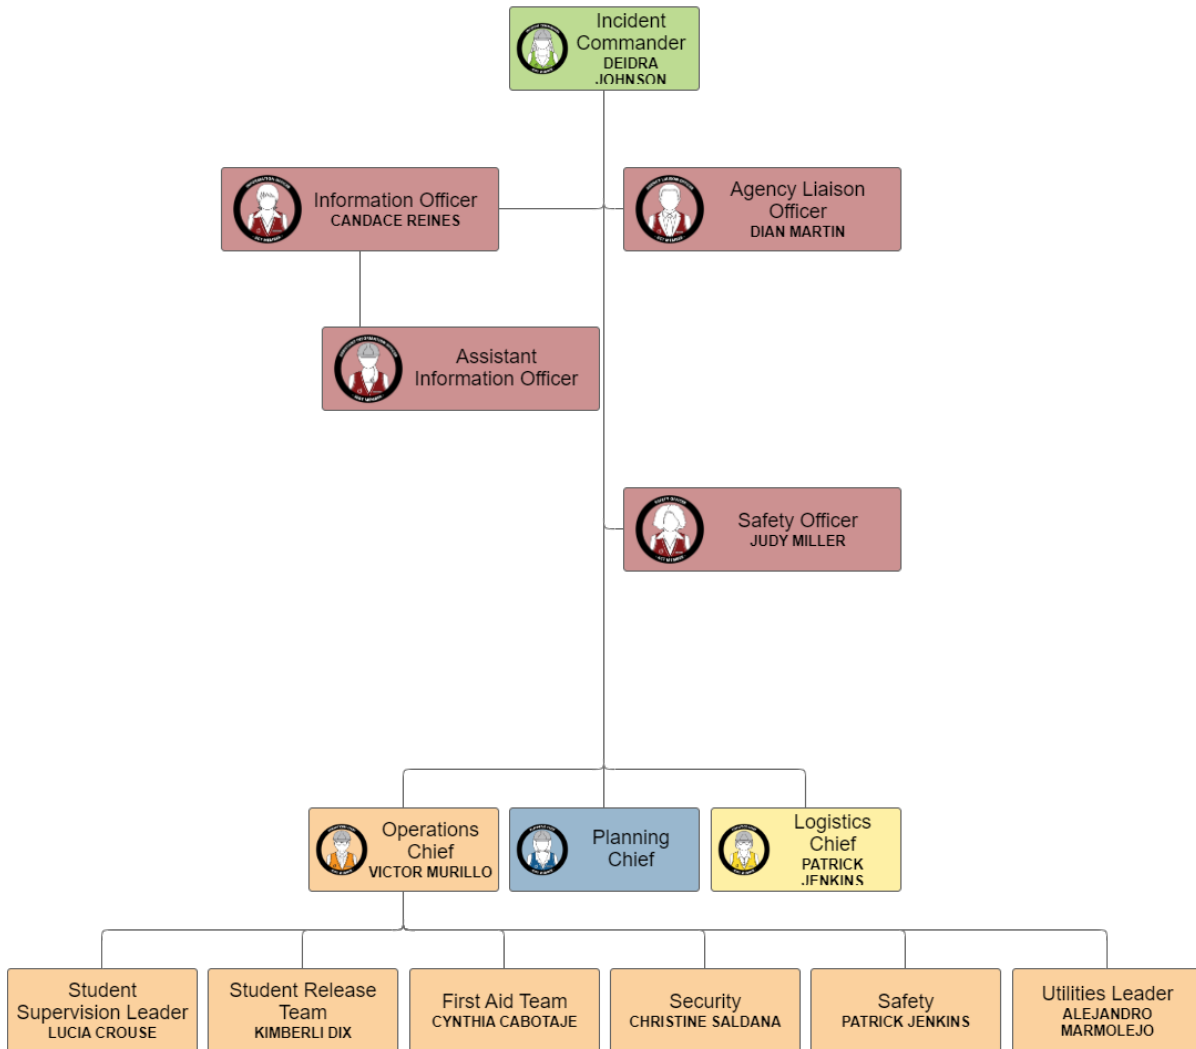 Incident
Commander
DEIDRA
JOHNSON
Information Officer
CANDACE REINES
Agency Liaison
Officer
DIAN MARTIN
Assistant
Information Officer
Safety Officer
JUDY MILLER
Operations
Chief
VICTOR MURILLO
Planning
Chief
Logistics
Chief
PATRICK
JENKINS
Student
Supervision Leader
LUCIA CROUSE
Student Release
Team
KIMBERLI DIX
First Aid Team
CYNTHIA CABOTAJE
Security
CHRISTINE SALDANA
Safety
PATRICK JENKINS
Utilities Leader
ALEJANDRO
MARMOLEJO